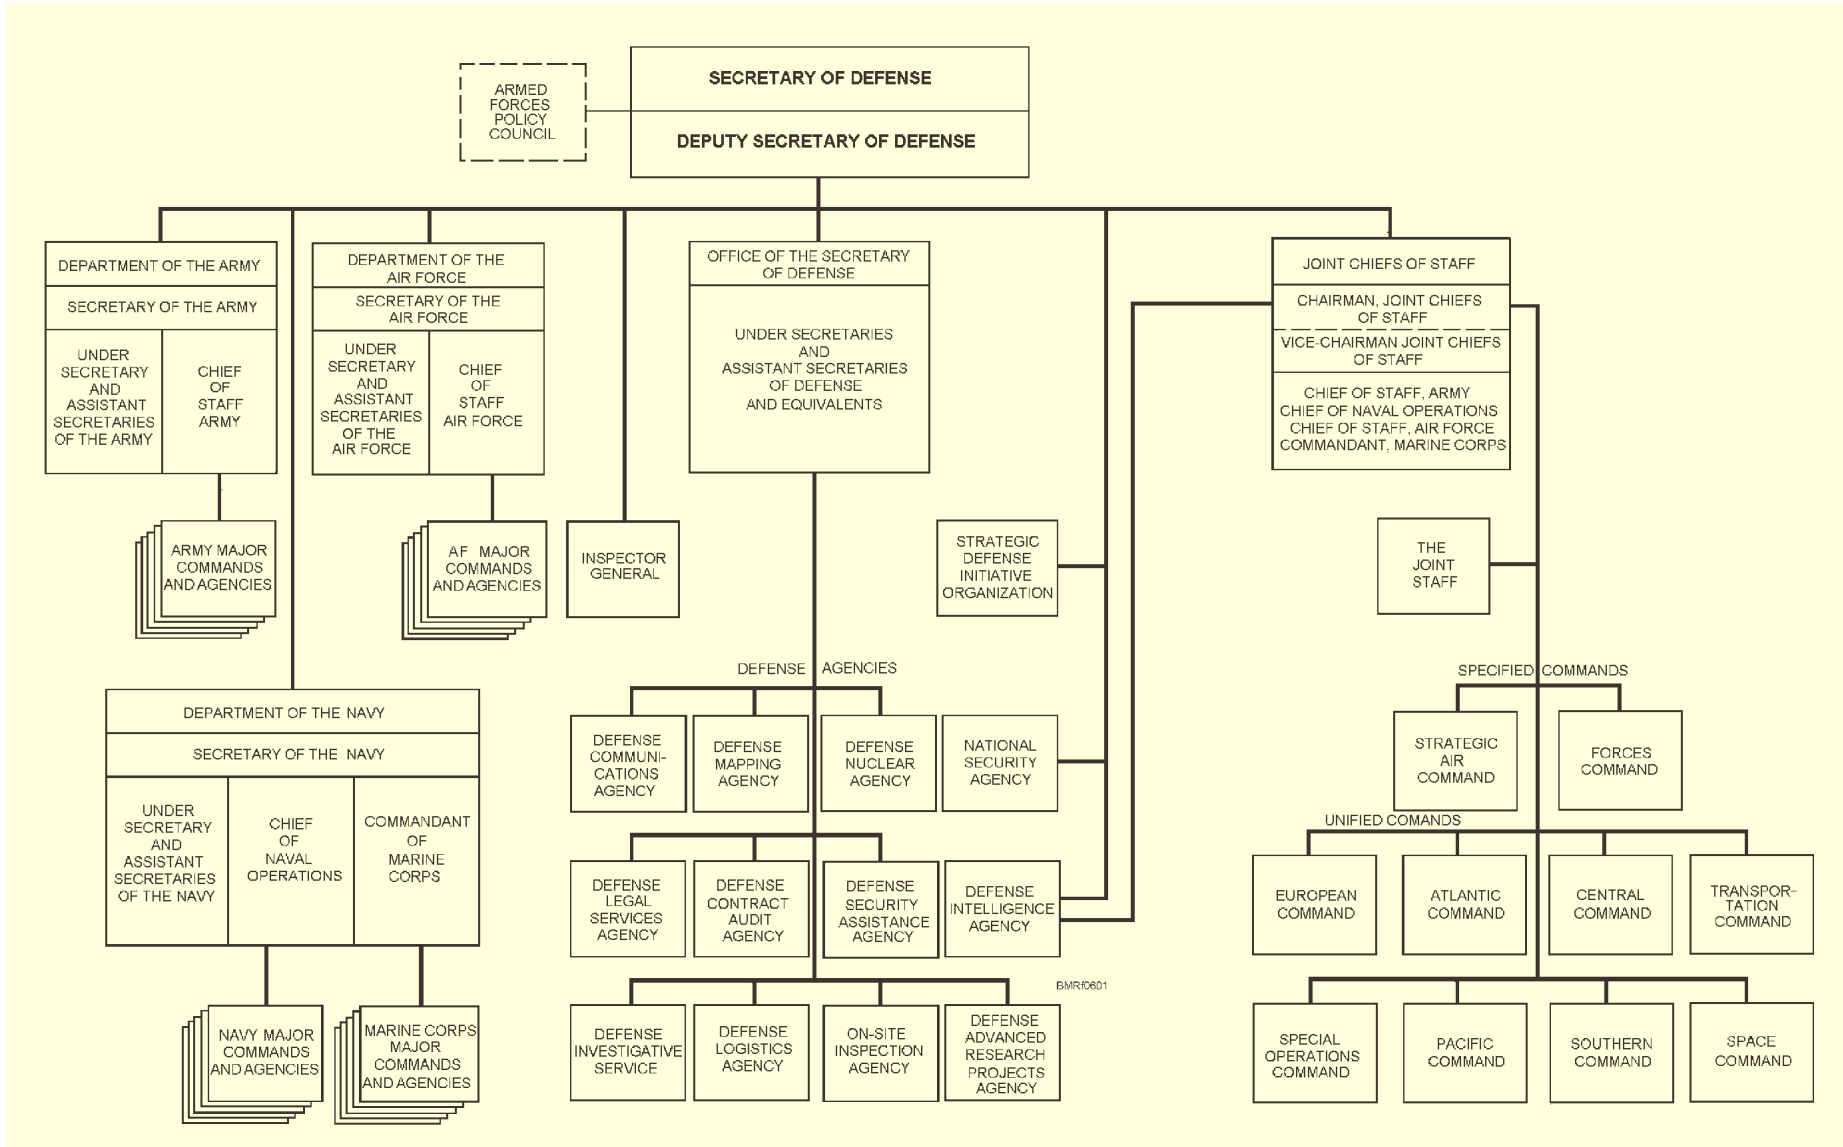 SECRETARY OF DEFENSE
DEPUTY SECRETARY OF DEFENSE
ARMED
FORCES
POLICY
COUNCIL
DEPARTMENT OF THE ARMY
SECRETARY OF THE ARMY
UNDER
SECRETARY
AND
ASSISTANT
SECRETARIES
OF THE ARMY
CHIEF
OF
STAFF
ARMY
ARMY MAJOR
COMMANDS
AND AGENCIES
DEPARTMENT OF THE
AIR FORCE
SECRETARY OF THE
AIR FORCE
UNDER
SECRETARY
AND
ASSISTANT
SECRETARIES
OF THE
AIR FORCE
CHIEF
OF
STAFF
AIR FORCE
AF MAJOR
COMMANDS
AND AGENCIES
INSPECTOR
GENERAL
OFFICE OF THE SECRETARY
OF DEFENSE
UNDER SECRETARIES
AND
ASSISTANT SECRETARIES
OF DEFENSE
AND EQUIVALENTS
STRATEGIC
DEFENSE
INITIATIVE
ORGANIZATION
JOINT CHIEFS OF STAFF
CHAIRMAN, JOINT CHIEFS
OF STAFF
VICE-CHAIRMAN JOINT CHIEFS
OF STAFF
CHIEF OF STAFF, ARMY
CHIEF OF NAVAL OPERATIONS
CHIEF OF STAFF, AIR FORCE
COMMANDANT, MARINE CORPS
THE
JOINT
STAFF
DEPARTMENT OF THE NAVY
SECRETARY OF THE NAVY
UNDER
SECRETARY
AND
ASSISTANT
SECRETARIES
OF THE NAVY
CHIEF
OF
NAVAL
OPERATIONS
COMMANDANT
OF
MARINE
CORPS
NAVY MAJOR
COMMANDS
AND AGENCIES
MARINE CORPS
MAJOR
COMMANDS
AND AGENCIES
DEFENSE AGENCIES
DEFENSE
COMMUNI-
CATIONS
AGENCY
DEFENSE
MAPPING
AGENCY
DEFENSE
NUCLEAR
AGENCY
NATIONAL
SECURITY
AGENCY
DEFENSE
LEGAL
SERVICES
AGENCY
DEFENSE
CONTRACT
AUDIT
AGENCY
DEFENSE
SECURITY
ASSISTANCE
AGENCY
DEFENSE
INTELLIGENCE
AGENCY
BMRf0601
DEFENSE
INVESTIGATIVE
SERVICE
DEFENSE
LOGISTICS
AGENCY
ON-SITE
INSPECTION
AGENCY
DEFENSE
ADVANCED
RESEARCH
PROJECTS
AGENCY
SPECIFIED COMMANDS
STRATEGIC
AIR
COMMAND
FORCES
COMMAND
UNIFIED COMANDS
EUROPEAN
COMMAND
ATLANTIC
COMMAND
CENTRAL
COMMAND
TRANSPOR-
TATION
COMMAND
SPECIAL
OPERATIONS
COMMAND
PACIFIC
COMMAND
SOUTHERN
COMMAND
SPACE
COMMAND